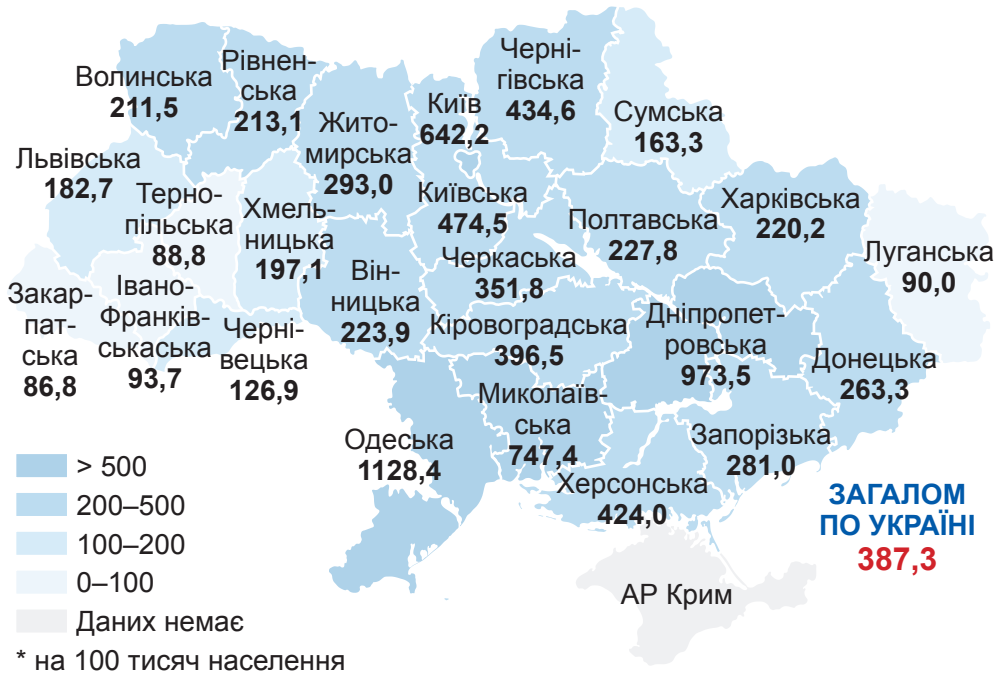 Волинська
211,5
Рівнен-
ська
213,1
Жито-
мирська
293,0
Київ
642,2
Черні-
гівська
434,6
Сумська
163,3
Львівська
182,7
Терно-
пільська
88,8
Хмель-
ницька
197,1
Київська
474,5
Черкаська
351,8
Полтавська
227,8
Харківська
220,2
Луганська
90,0
Закар-
пат-
ська
86,8
Івано-
Франків-
ськаська
93,7
Черні-
вецька
126,9
Він-
ницька
223,9
Кіровоградська
396,5
Дніпропет-
ровська
973,5
Донецька
263,3
Одеська
1128,4
Миколаїв-
ська
747,4
Херсонська
424,0
Запорізька
281,0
АР Крим
ЗАГАЛОМ
ПО УКРАЇНІ
387,3
> 500
200–500
100–200
0–100
Даних немає
* на 100 тисяч населення